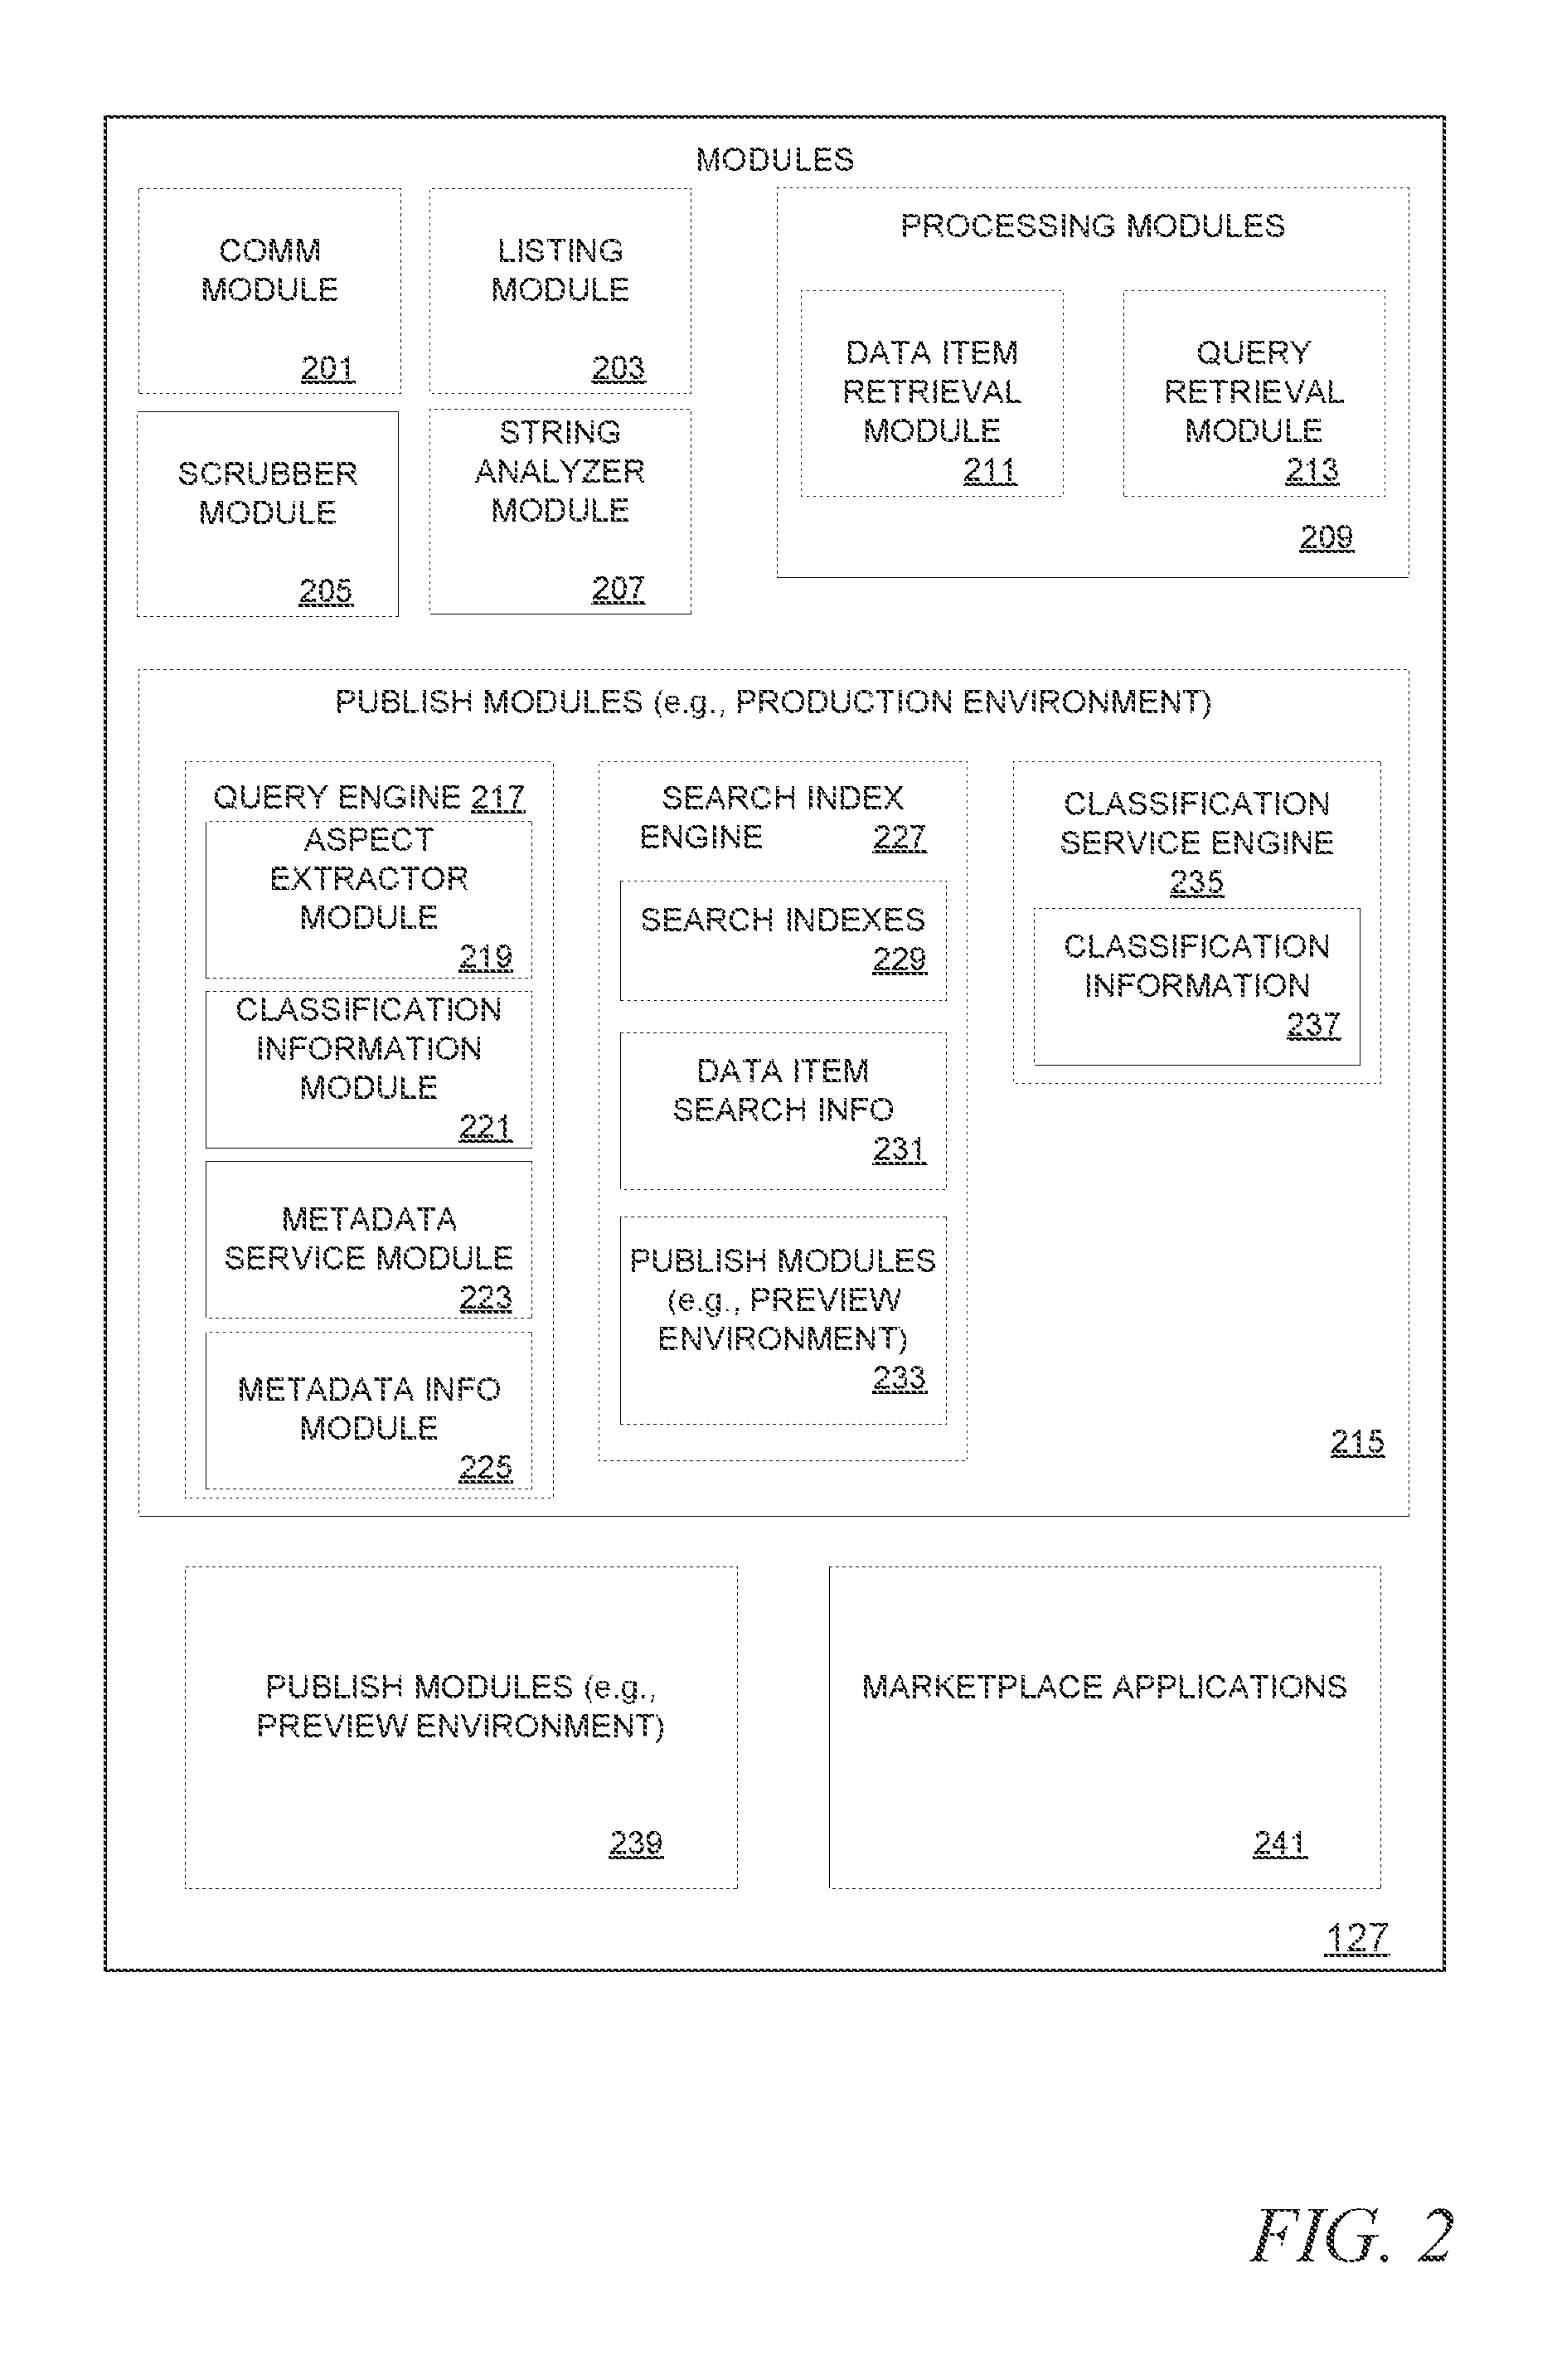 MODULES
COMM
MODULE
201
LISTING
MODULE
203
SCRUBBER
MODULE
205
STRING
ANALYZER
MODULE
207
PROCESSING MODULES
DATA ITEM
RETRIEVAL
MODULE
211
QUERY
RETRIEVAL
MODULE
213
209
PUBLISH MODULES (e.g., PRODUCTION ENVIRONMENT)
QUERY ENGINE 217
ASPECT
EXTRACTOR
MODULE
219
CLASSIFICATION
INFORMATION
MODULE
221
METADATA
SERVICE MODULE
223
METADATA INFO
MODULE
225
SEARCH INDEX
ENGINE 227
SEARCH INDEXES
229
DATA ITEM
SEARCH INFO
231
PUBLISH MODULES
(e.g., PREVIEW
ENVIRONMENT)
233
CLASSIFICATION
SERVICE ENGINE
235
CLASSIFICATION
INFORMATION
237
215
PUBLISH MODULES (e.g.,
PREVIEW ENVIRONMENT)
239
MARKETPLACE APPLICATIONS
241
127
FIG. 2